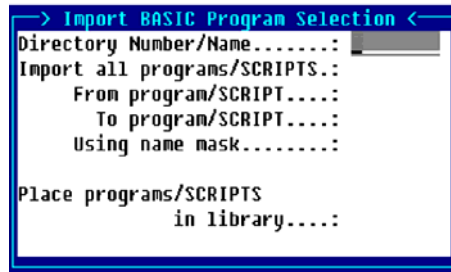 —> Import BASIC Program Selection <—
Directory Number/Name.......:
Import all programs/SCRIPTS.:
From program/SCRIPT....:
To program/SCRIPT....:
Using name mask........:
Place programs/SCRIPTS
in library....: